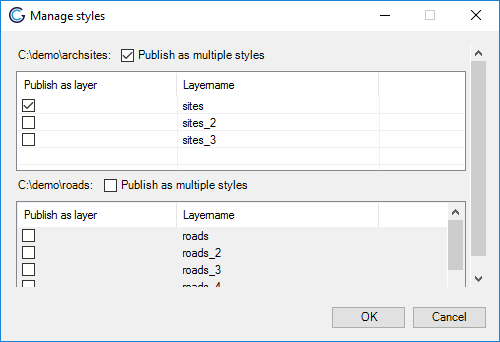 Manage styles
C:\demo\archsites: Publish as multiple styles
Publish as layer Layername
sites
sites_2
sites_3
C:\demo\roads: Publish as multiple styles
Publish as layer Layername
roads
roads_2
roads_3
roads_4
OK Cancel